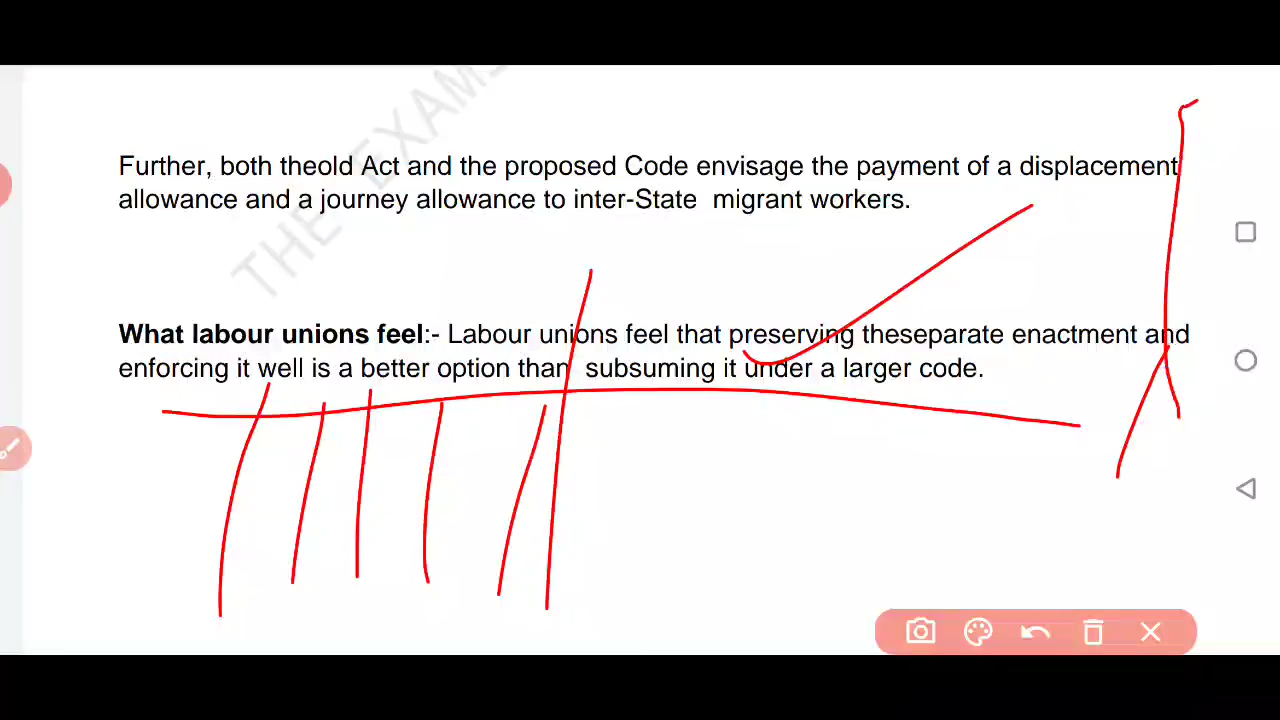 THE EXAMS
Further, both theold Act and the proposed Code envisage the payment of a displacement
allowance and a journey allowance to inter-State migrant workers.
What labour unions feel:- Labour unions feel that preserving theseparate enactment and
enforcing it well is a better option than subsuming it under a larger code.